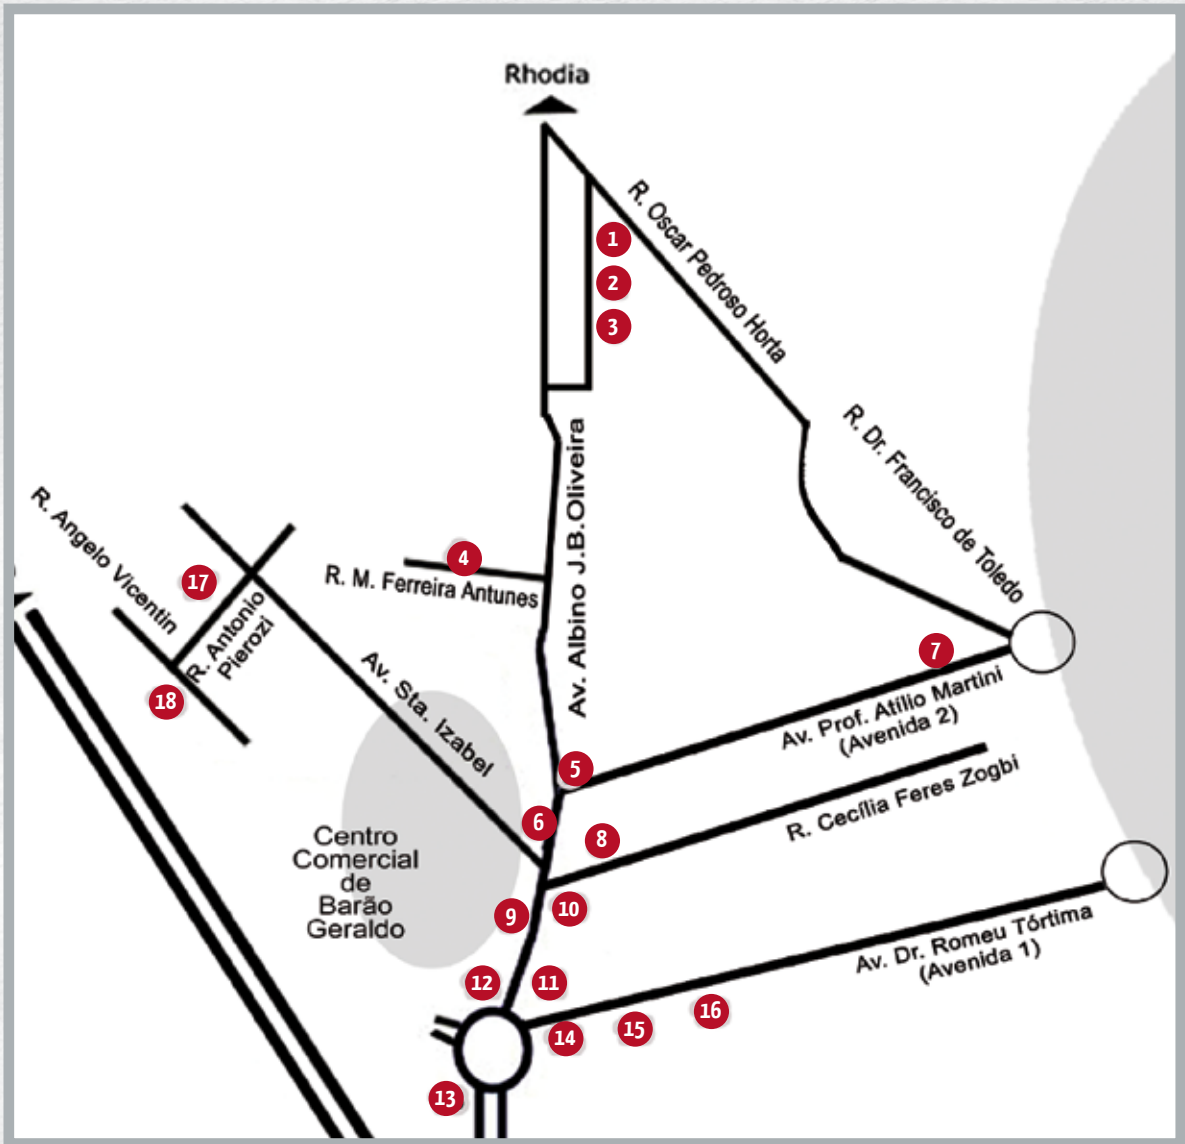 Rhodia
R. Oscar Pedroso Horta
1
2
3
R. Dr. Francisco de Toledo
Av. Albino J.B.Oliveira
R. Angelo Vicentin
17
R. Antonio
Pierozi
18
4
R. M. Ferreira Antunes
Av. Sta. Izabel
7
Av. Prof. Atílio Martini
(Avenida 2)
5
6
8
R. Cecília Feres Zogbi
Centro
Comercial
de
Barão
Geraldo
9
10
12
11
Av. Dr. Romeu Tórtima
(Avenida 1)
14
15
16
13